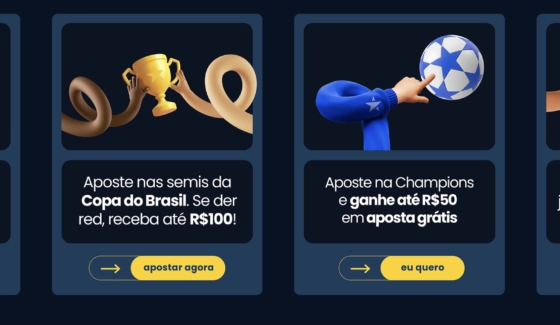 Aposte nas semis da
Copa do Brasil. Se der
red, receba até R$100!
apostar agora
Aposte na Champions
e ganhe até R$50
em aposta grátis
eu quero